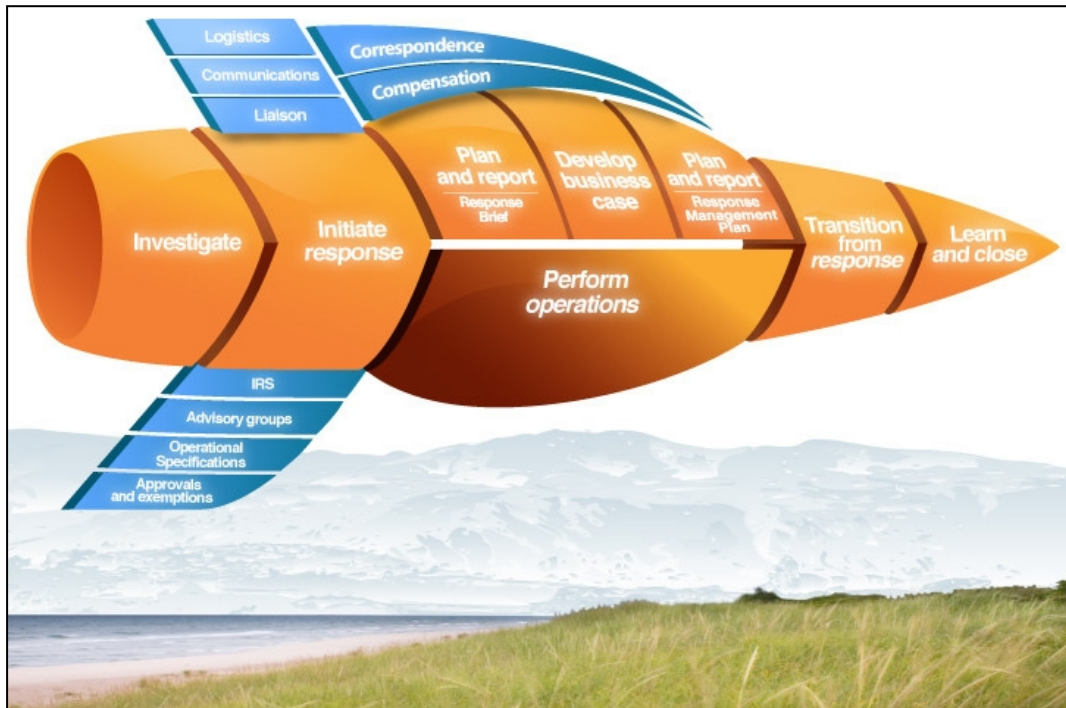 Logistics
Communications
Liaison
Correspondence
Compensation
Investigate
Initiate
response
Plan
and report
Response
Brief
Develop
business
case
Plan
and report
Response
Management
Plan
Perform
operations
Transition
from
response
Learn
and close
IRS
Advisory groups
Operational
Specifications
Approvals
and exemptions